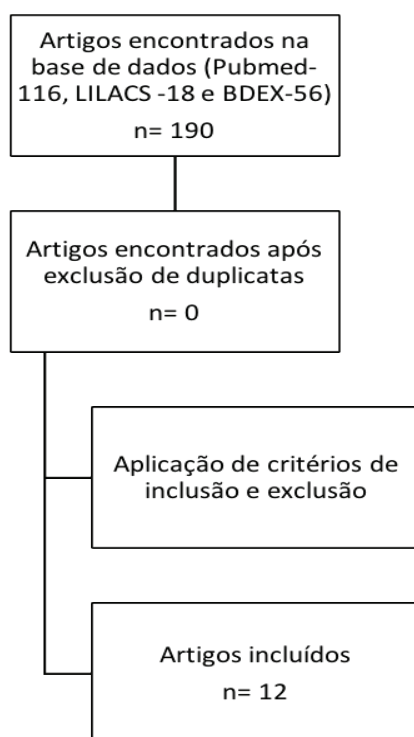 Artigos encontrados na
base de dados (Pubmed-
116, LILACS -18 e BDEX-56)
n= 190
Artigos encontrados após
exclusão de duplicatas
n= 0
Aplicação de critérios de
inclusão e exclusão
Artigos incluídos
n= 12